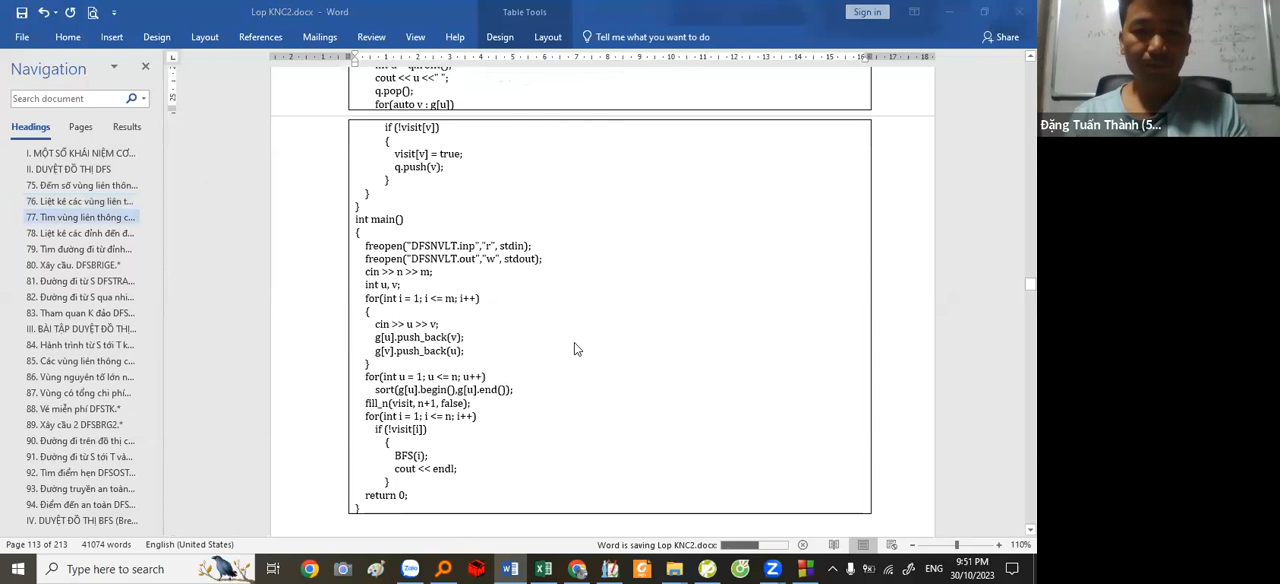 Lop KNC2.docx - Word
Table Tools
Sign in
File
Home
Insert
Design
Layout
References
Mailings
Review
View
Help
Design
Layout
Tell me what you want to do
Share
Navigation
Search document
Headings
Pages
Results
I. MỘT SỐ KHÁI NIỆM CƠ...
II. DUYỆT ĐỒ THỊ DFS
75. Đếm số vùng liên thôn...
76. Liệt kê các vùng liên t...
77. Tìm vùng liên thông c...
78. Liệt kê các đỉnh đến đ...
79. Tìm đường đi từ đỉnh...
80. Xây cầu. DFSBRIGE.*
81. Đường đi từ S DFSTRA...
82. Đường đi từ S qua nhi...
83. Tham quan K đảo DFS...
III. BÀI TẬP DUYỆT ĐỒ THỊ...
84. Hành trình từ S tới T k...
85. Các vùng liên thông c...
86. Vùng nguyên tố lớn n...
87. Vùng có tổng chi phí...
88. Vé miễn phí DFSTK.*
89. Xây cầu 2 DFSBRG2.*
90. Đường đi trên đồ thị c...
91. Đường đi từ S tới T và...
92. Tìm điểm hẹn DFSOST...
93. Đường truyền an toàn...
94. Điểm đến an toàn DFS...
IV. DUYỆT ĐỒ THỊ BFS (Bre...
cout << u <<" ";
q.pop();
for(auto v : g[u])
if (!visit[v])
{
visit[v] = true;
q.push(v);
}
}
}
int main()
{
freopen("DFSNVLT.inp","r", stdin);
freopen("DFSNVLT.out","w", stdout);
cin >> n >> m;
int u, v;
for(int i = 1; i <= m; i++)
{
cin >> u >> v;
g[u].push_back(v);
g[v].push_back(u);
}
for(int u = 1; u <= n; u++)
sort(g[u].begin(),g[u].end());
fill_n(visit, n+1, false);
for(int i = 1; i <= n; i++)
if (!visit[i])
{
BFS(i);
cout << endl;
}
return 0;
}
Đặng Tuấn Thành (5...
Page 113 of 213
41074 words
English (United States)
Word is saving Lop KNC2.docx
110%
Type here to search
ENG
9:51 PM
30/10/2023